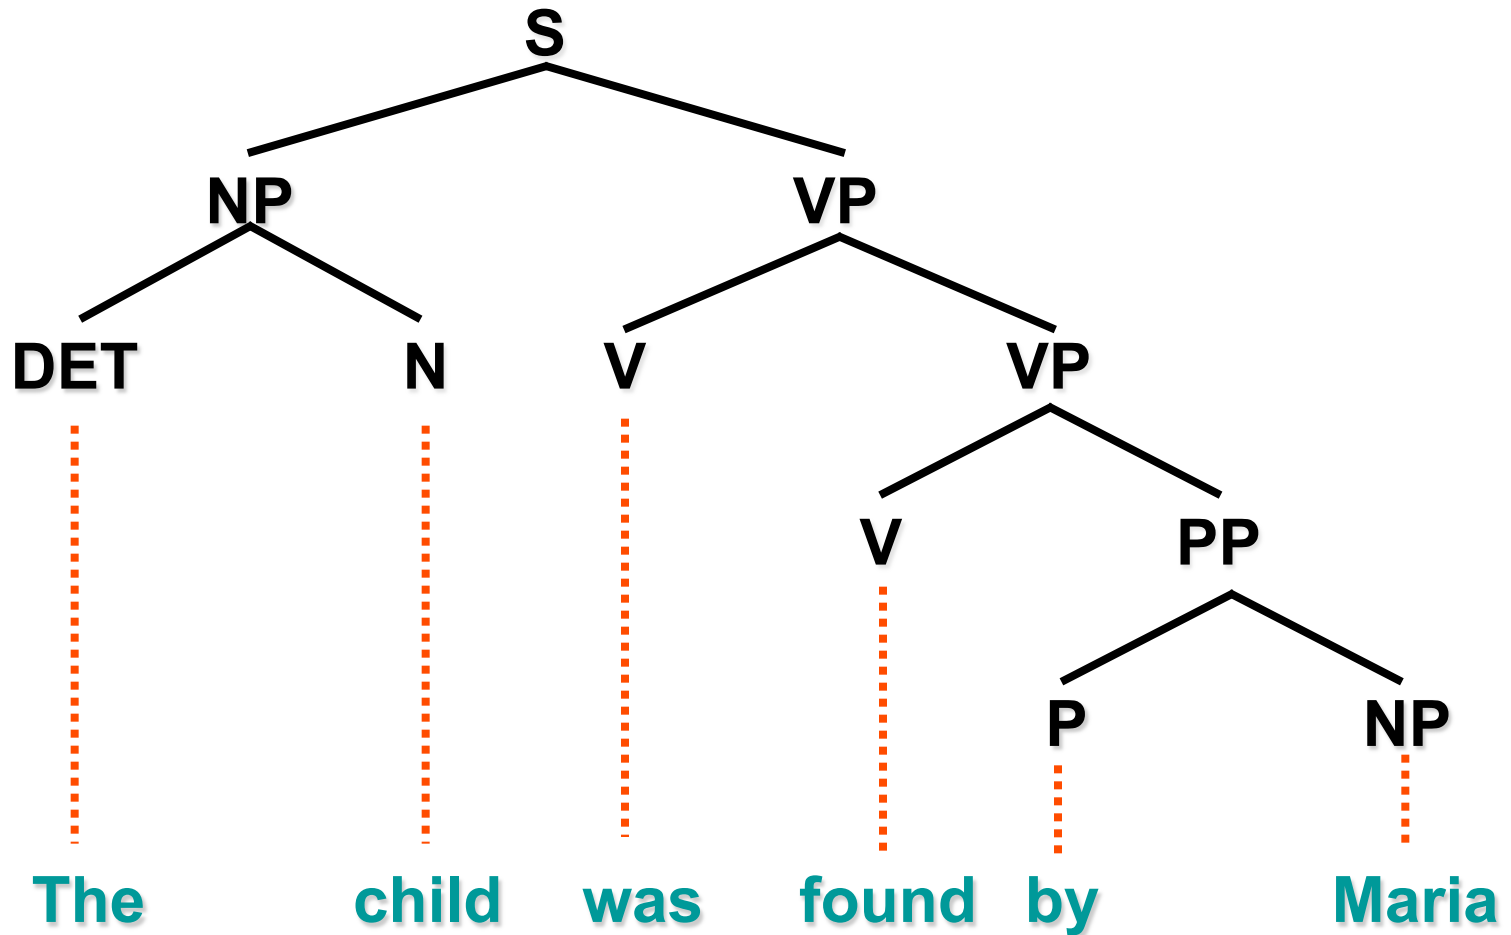 S
NP VP
DET N V VP
V PP
P NP
The child was found by Maria